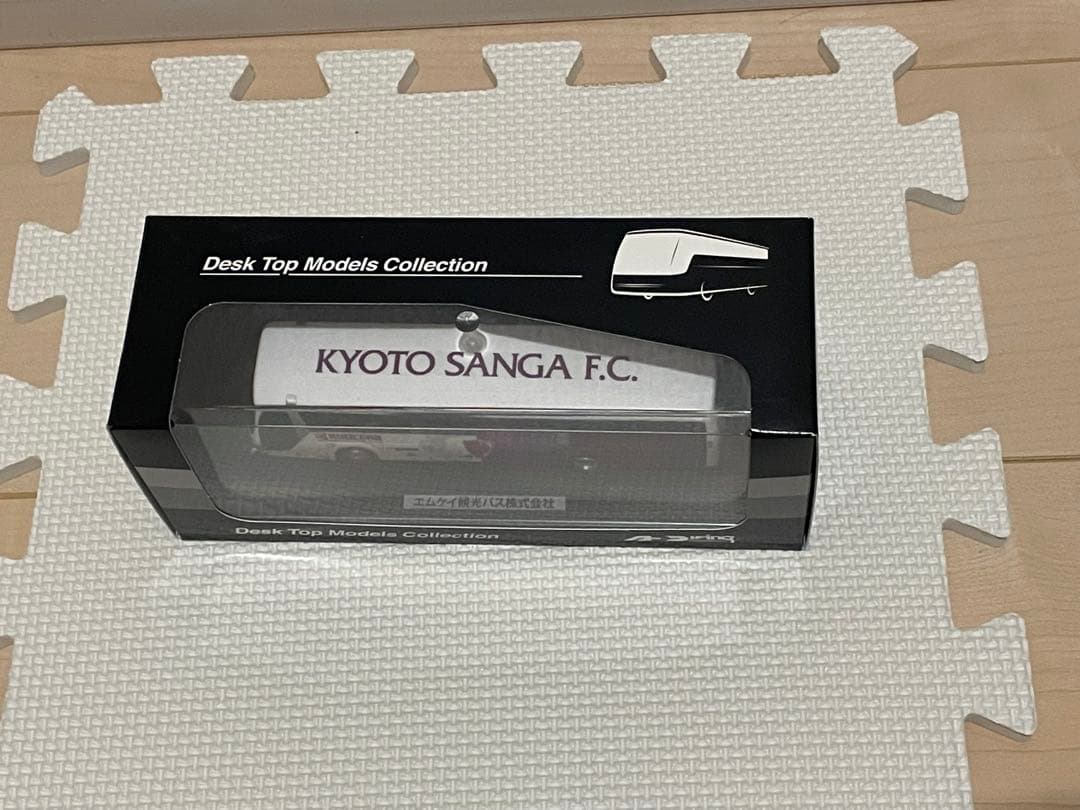 Desk Top Models Collection
KYOTO SANGA F.C.
エムケイ観光バス株式会社
Desk Top Models Collection